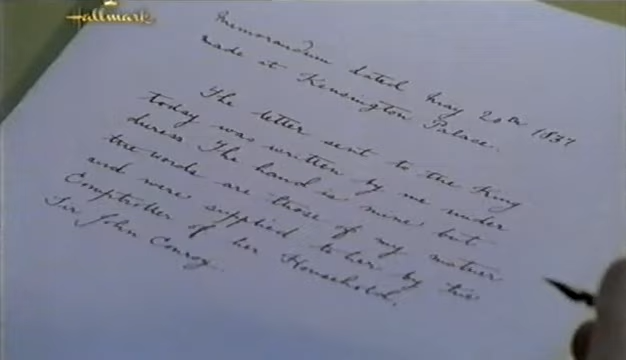 Hallmark
Memorandum dated May 20th 1837
made at Kensington Palace.
The letter sent to the King
today was written by me under
duress. The hand is mine but
the words are those of my mother
and were supplied to her by the
Comptroller of her Household,
Sir John Conroy